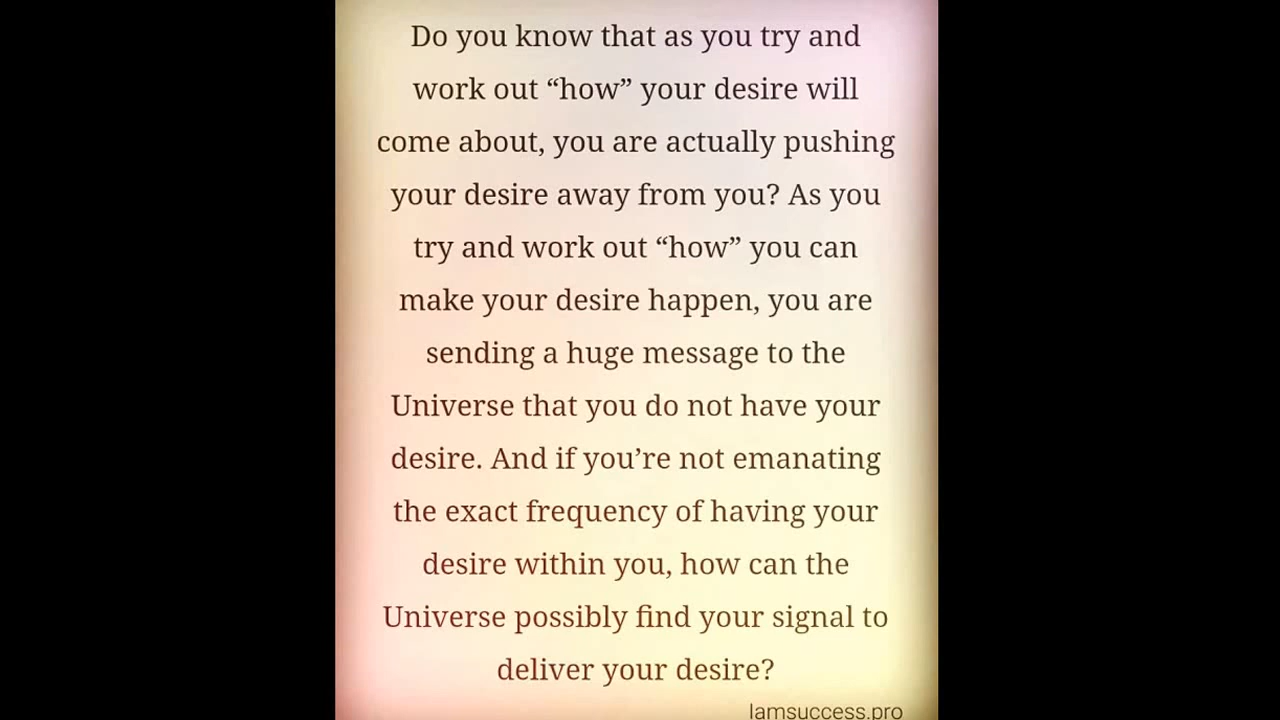 Do you know that as you try and
work out “how” your desire will
come about, you are actually pushing
your desire away from you? As you
try and work out “how” you can
make your desire happen, you are
sending a huge message to the
Universe that you do not have your
desire. And if you’re not emanating
the exact frequency of having your
desire within you, how can the
Universe possibly find your signal to
deliver your desire?
Iamsuccess.pro